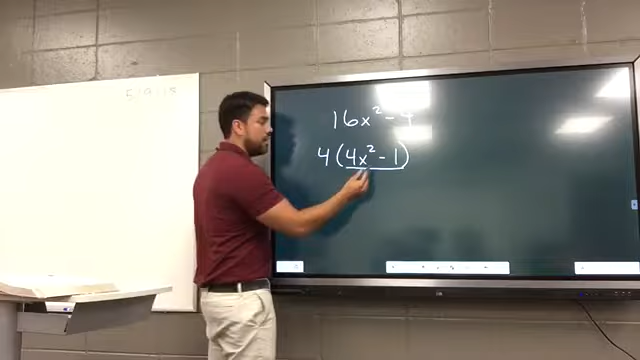 16x² - 4
4(4x² - 1)